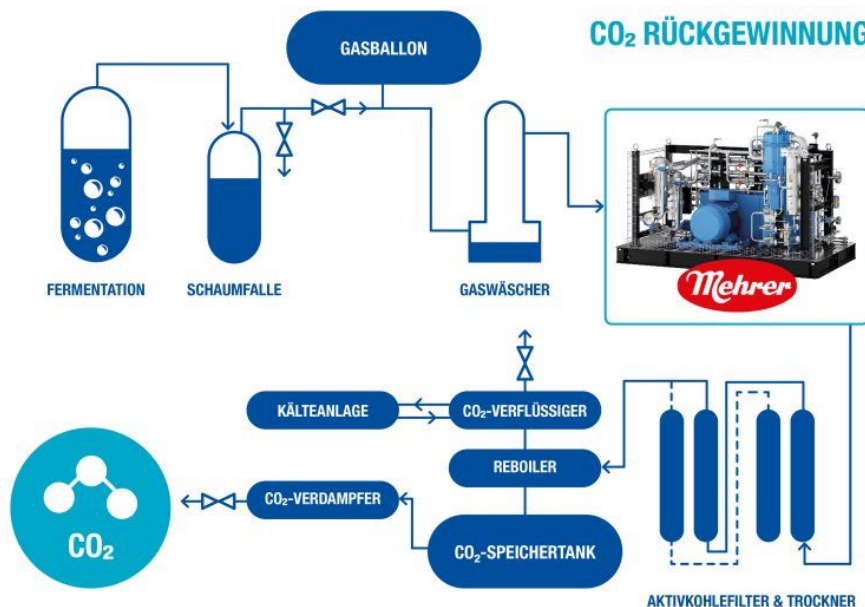 CO₂ RÜCKGEWINNUNG
GASBALLON
FERMENTATION
SCHAUMFALLE
GASWÄSCHER
Mehrer
KÄLTEANLAGE
CO₂-VERFLÜSSIGER
REBOILER
CO₂-VERDAMPFER
CO₂
CO₂-SPEICHERTANK
AKTIVKOHLEFILTER & TROCKNER